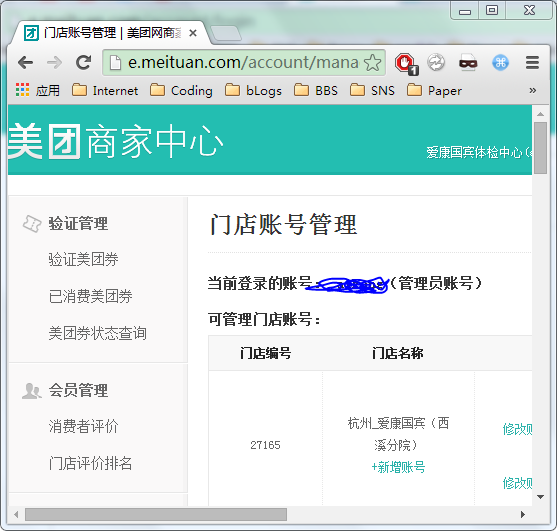 门店账号管理 | 美团网商家
e.meituan.com/account/mana
1
应用 Internet Coding bLogs BBS SNS Paper »
美团商家中心
爱康国宾体检中心(
验证管理
验证美团券
已消费美团券
美团券状态查询
会员管理
消费者评价
门店评价排名
门店账号管理
当前登录的账号 (管理员账号)
可管理门店账号：
门店编号 门店名称
27165
杭州_爱康国宾（西
溪分院）
+新增账号
修改账
修改账